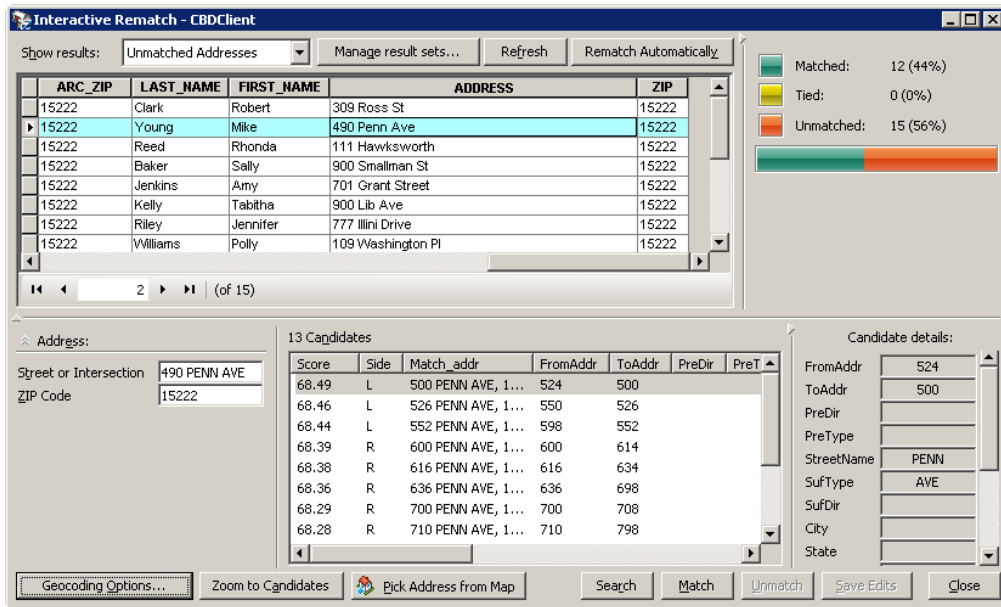 Interactive Rematch - CBDClient
Show results: Unmatched Addresses Manage result sets... Refresh Rematch Automatically
ARC_ZIP LAST_NAME FIRST_NAME ADDRESS ZIP
15222 Clark Robert 309 Ross St 15222
15222 Young Mike 490 Penn Ave 15222
15222 Reed Rhonda 111 Hawksworth 15222
15222 Baker Sally 900 Smallman St 15222
15222 Jenkins Amy 701 Grant Street 15222
15222 Kelly Tabitha 900 Lib Ave 15222
15222 Riley Jennifer 777 Illini Drive 15222
15222 Williams Polly 109 Washington Pl 15222
2 (of 15)
Matched: 12 (44%)
Tied: 0 (0%)
Unmatched: 15 (56%)
Address:
Street or Intersection 490 PENN AVE
ZIP Code 15222
13 Candidates
Score Side Match_addr FromAddr ToAddr PreDir PreT
68.49 L 500 PENN AVE, 1... 524 500
68.46 L 526 PENN AVE, 1... 550 526
68.44 L 552 PENN AVE, 1... 598 552
68.39 R 600 PENN AVE, 1... 600 614
68.38 R 616 PENN AVE, 1... 616 634
68.36 R 636 PENN AVE, 1... 636 698
68.29 R 700 PENN AVE, 1... 700 708
68.28 R 710 PENN AVE, 1... 710 798
Candidate details:
FromAddr 524
ToAddr 500
PreDir
PreType
StreetName PENN
SufType AVE
SufDir
City
State
Geocoding Options... Zoom to Candidates Pick Address from Map Search Match Unmatch Save Edits Close